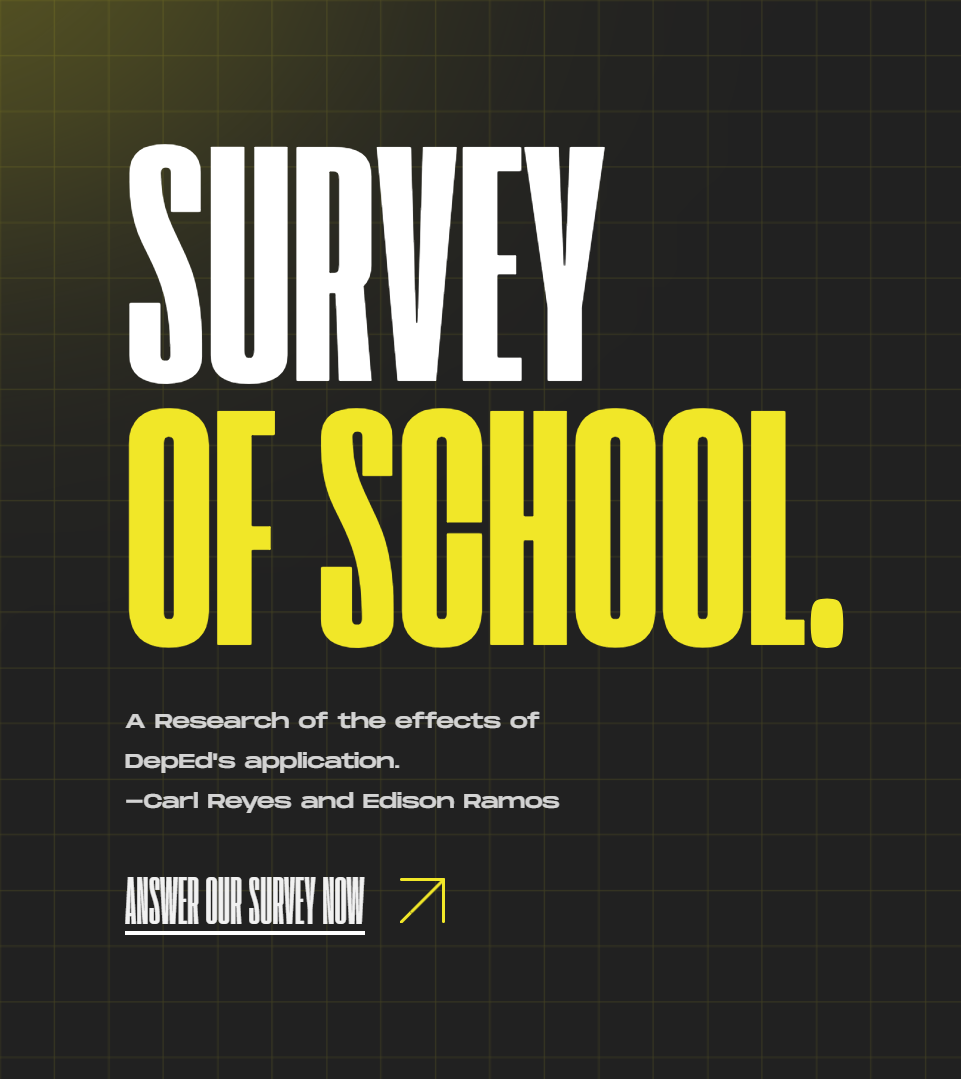 SURVEY
OF SCHOOL.
A Research of the effects of
DepEd's application.
—Carl Reyes and Edison Ramos
ANSWER OUR SURVEY NOW